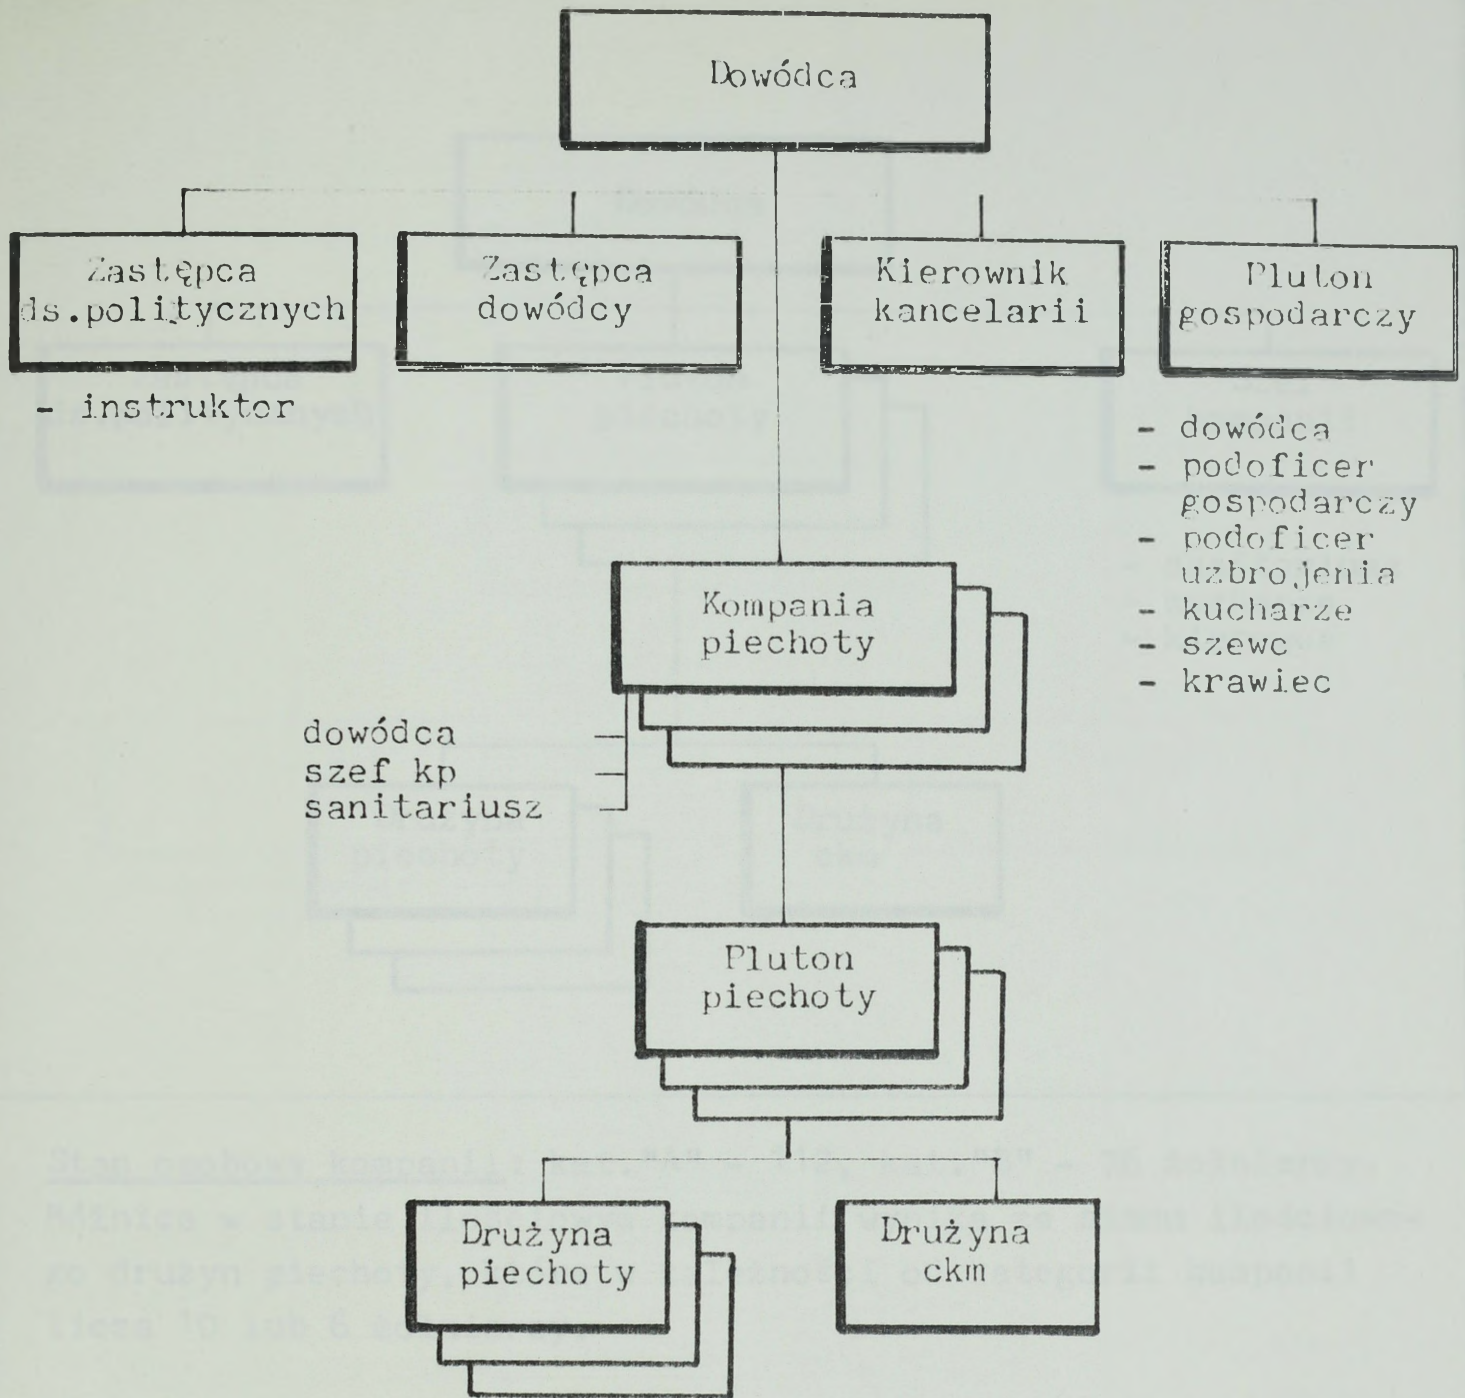 Dowódca
Zastępca
ds.politycznych
- instruktor
Zastępca
dowódcy
Kierownik
kancelarii
Pluton
gospodarczy
- dowódca
- podoficer
gospodarczy
- podoficer
uzbrojenia
- kucharze
- szewc
- krawiec
Kompania
piechoty
dowódca
szef kp
sanitariusz
Pluton
piechoty
Drużyna
piechoty
Drużyna
ckm